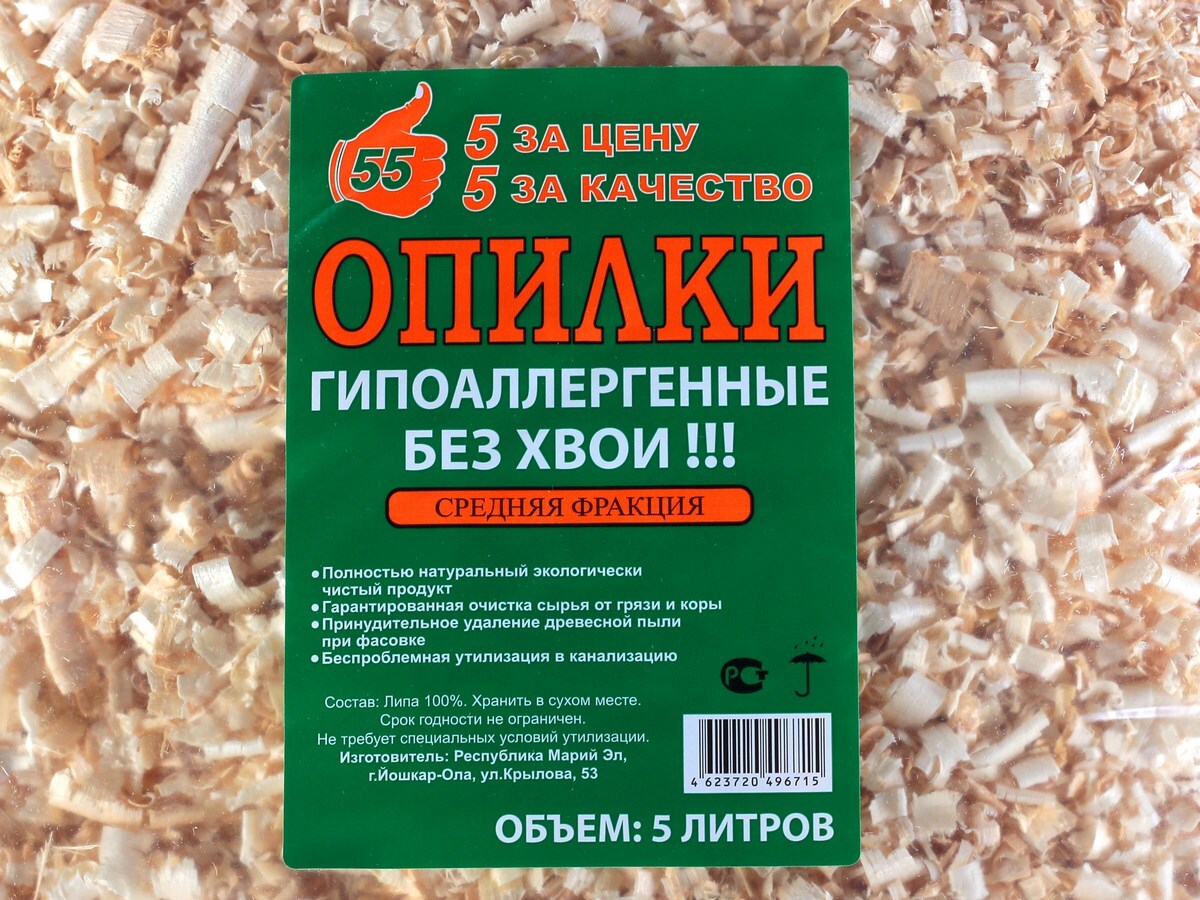 55
5 ЗА ЦЕНУ
5 ЗА КАЧЕСТВО
ОПИЛКИ
ГИПОАЛЛЕРГЕННЫЕ
БЕЗ ХВОИ !!!
СРЕДНЯЯ ФРАКЦИЯ
• Полностью натуральный экологически
чистый продукт
• Гарантированная очистка сырья от грязи и коры
• Принудительное удаление древесной пыли
при фасовке
• Беспроблемная утилизация в канализацию
РСТ
Состав: Липа 100%. Хранить в сухом месте.
Срок годности не ограничен.
Не требует специальных условий утилизации.
Изготовитель: Республика Марий Эл,
г.Йошкар-Ола, ул.Крылова, 53
4 623720 496715
ОБЪЕМ: 5 ЛИТРОВ